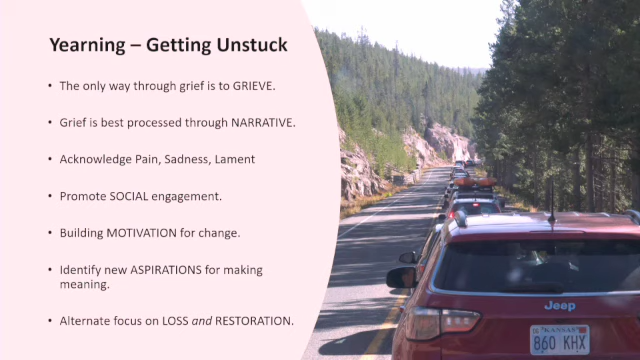 Yearning – Getting Unstuck
• The only way through grief is to GRIEVE.
• Grief is best processed through NARRATIVE.
• Acknowledge Pain, Sadness, Lament
• Promote SOCIAL engagement.
• Building MOTIVATION for change.
• Identify new ASPIRATIONS for making
meaning.
• Alternate focus on LOSS and RESTORATION.
Jeep
KANSAS
860 KHX